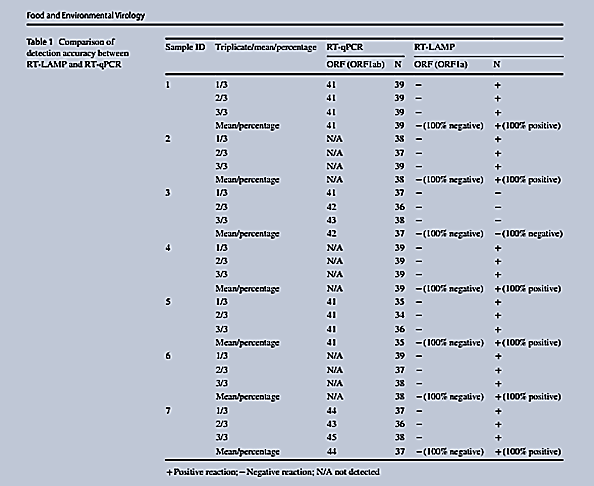 Food and Environmental Virology
Table 1 Comparison of
detection accuracy between
RT-LAMP and RT-qPCR
Sample ID Triplicate/mean/percentage RT-qPCR RT-LAMP
ORF (ORF1ab) N ORF (ORF1a) N
1 1/3 41 39 − +
2/3 41 39 − +
3/3 41 39 − +
Mean/percentage 41 39 − (100% negative) + (100% positive)
2 1/3 N/A 38 − +
2/3 N/A 37 − +
3/3 N/A 39 − +
Mean/percentage N/A 38 − (100% negative) + (100% positive)
3 1/3 41 37 − −
2/3 42 36 − −
3/3 43 38 − −
Mean/percentage 42 37 − (100% negative) − (100% negative)
4 1/3 N/A 39 − +
2/3 N/A 39 − +
3/3 N/A 39 − +
Mean/percentage N/A 39 − (100% negative) + (100% positive)
5 1/3 41 35 − +
2/3 41 34 − +
3/3 41 36 − +
Mean/percentage 41 35 − (100% negative) + (100% positive)
6 1/3 N/A 39 − +
2/3 N/A 37 − +
3/3 N/A 38 − +
Mean/percentage N/A 38 − (100% negative) + (100% positive)
7 1/3 44 37 − +
2/3 43 36 − +
3/3 45 38 − +
Mean/percentage 44 37 − (100% negative) + (100% positive)
+ Positive reaction; − Negative reaction; N/A not detected